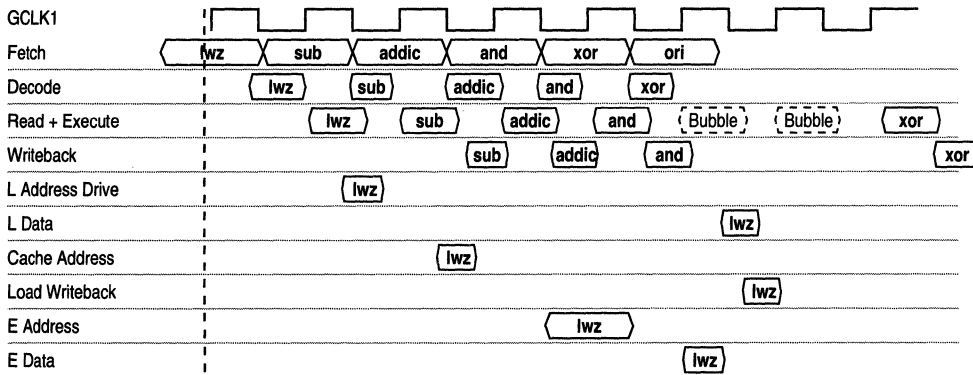 GCLK1
Fetch lwz sub addic and xor ori
Decode lwz sub addic and xor
Read + Execute lwz sub addic and Bubble Bubble xor
Writeback sub addic and xor
L Address Drive lwz
L Data lwz
Cache Address lwz
Load Writeback lwz
E Address lwz
E Data lwz